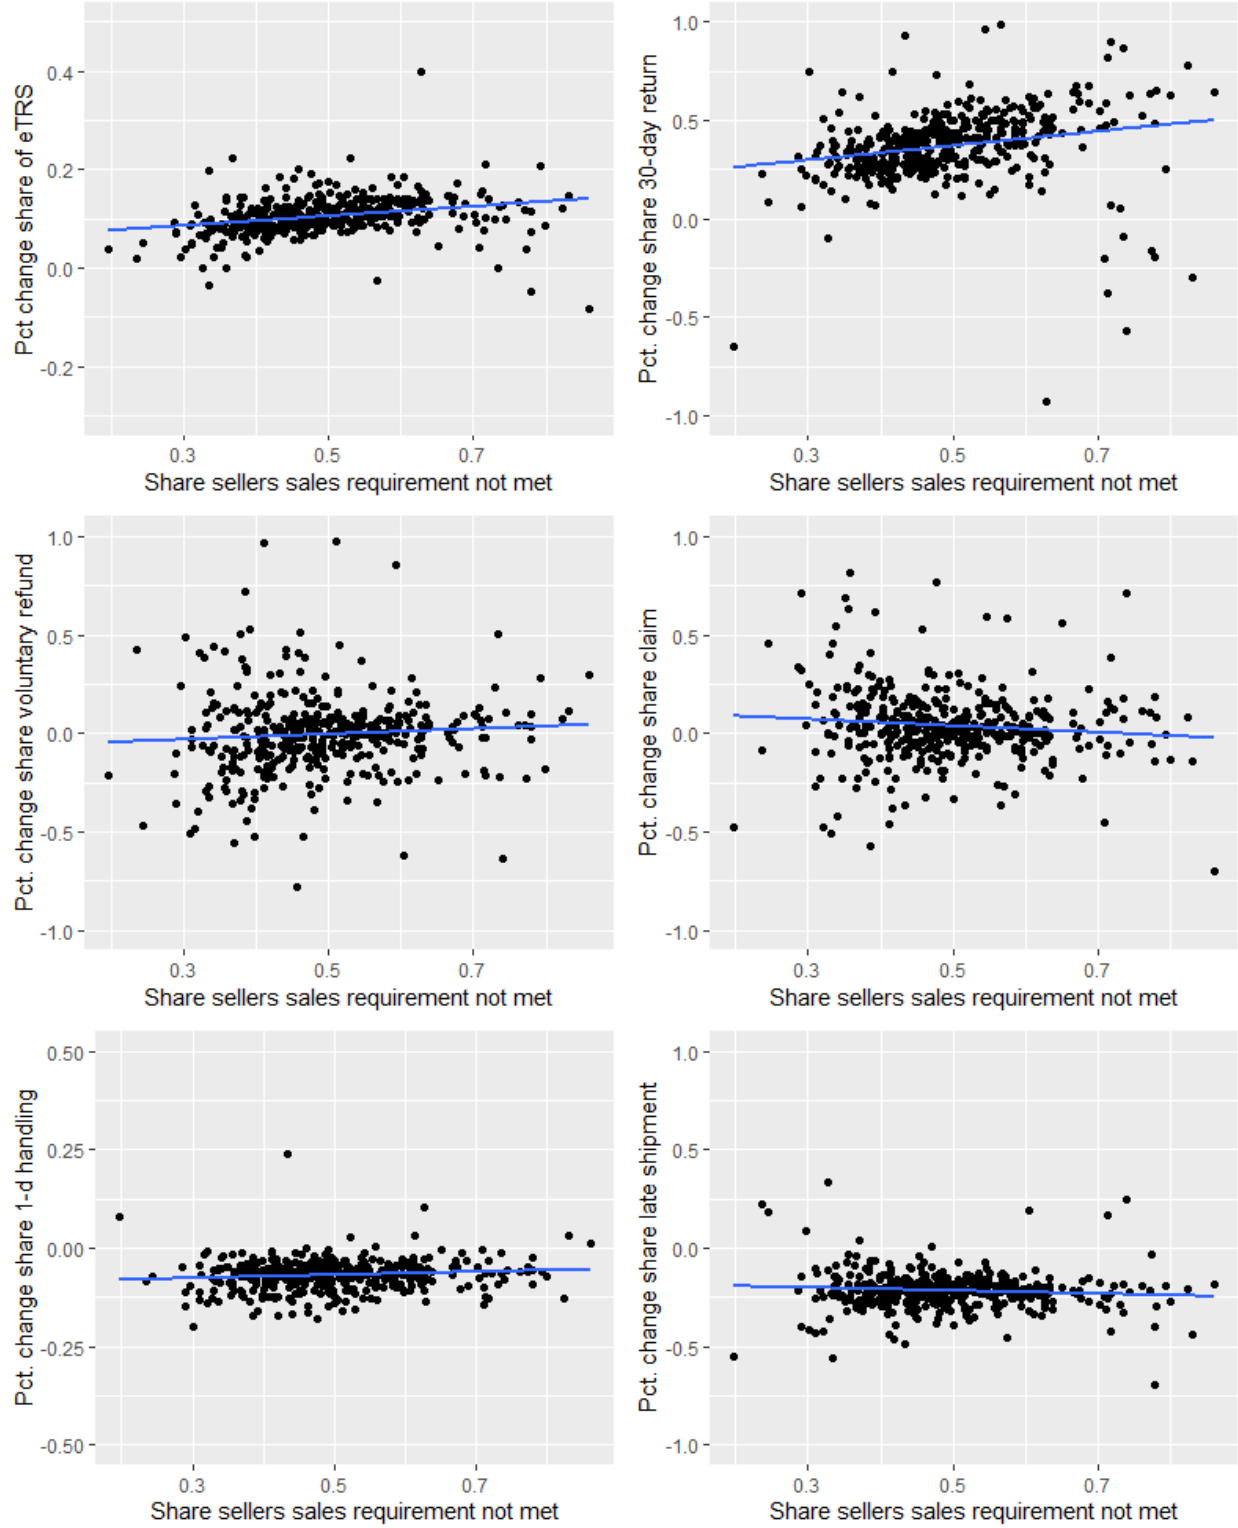 Pct change share of eTRS
0.4
0.2
0.0
-0.2
0.3 0.5 0.7
Share sellers sales requirement not met
Pct. change share 30-day return
1.0
0.5
0.0
-0.5
-1.0
0.3 0.5 0.7
Share sellers sales requirement not met
Pct. change share voluntary refund
1.0
0.5
0.0
-0.5
-1.0
0.3 0.5 0.7
Share sellers sales requirement not met
Pct. change share claim
1.0
0.5
0.0
-0.5
-1.0
0.3 0.5 0.7
Share sellers sales requirement not met
Pct. change share 1-d handling
0.50
0.25
0.00
-0.25
-0.50
0.3 0.5 0.7
Share sellers sales requirement not met
Pct. change share late shipment
1.0
0.5
0.0
-0.5
-1.0
0.3 0.5 0.7
Share sellers sales requirement not met